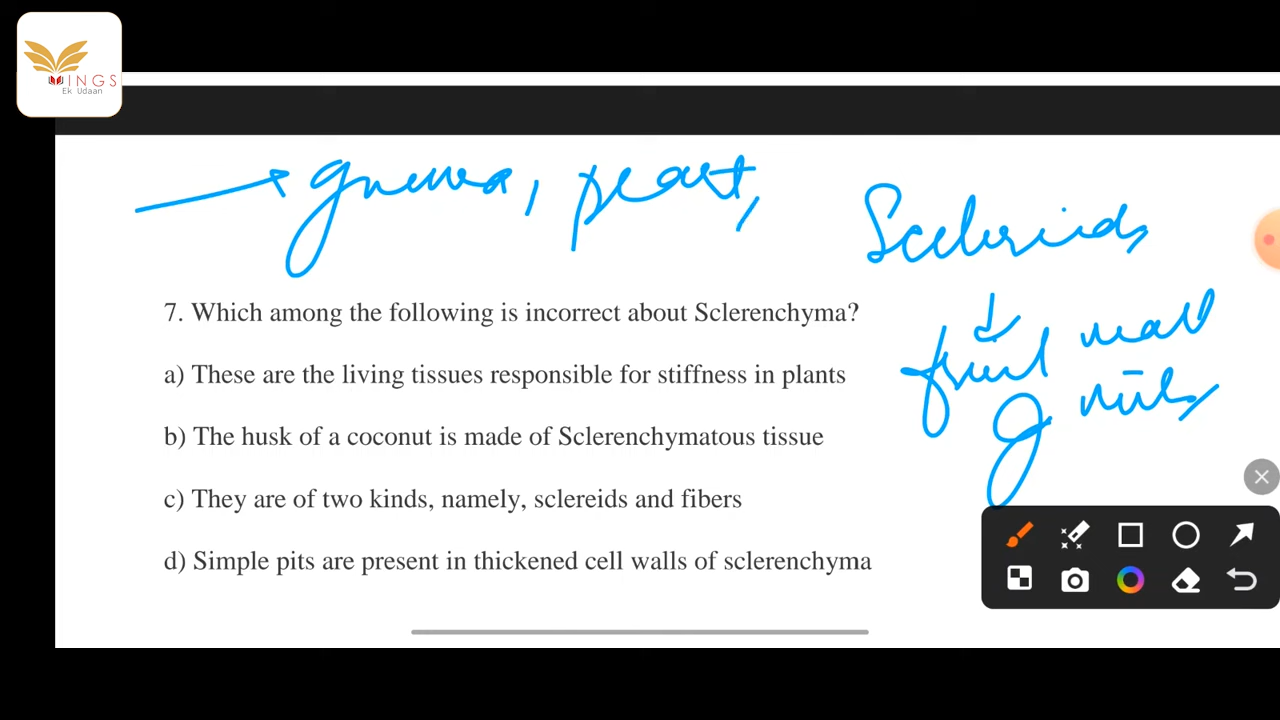 WINGS
Ek Udaan
guava, pear,
Scelerieds
7. Which among the following is incorrect about Sclerenchyma?
fruit wall
a) These are the living tissues responsible for stiffness in plants
of nuts
b) The husk of a coconut is made of Sclerenchymatous tissue
c) They are of two kinds, namely, sclereids and fibers
d) Simple pits are present in thickened cell walls of sclerenchyma